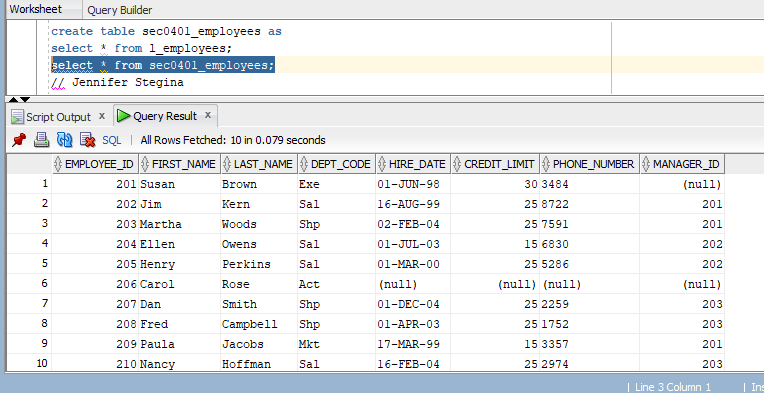 Worksheet Query Builder
create table sec0401_employees as
select * from l_employees;
select * from sec0401_employees;
// Jennifer Stegina
Script Output x Query Result x
SQL All Rows Fetched: 10 in 0.079 seconds
EMPLOYEE_ID FIRST_NAME LAST_NAME DEPT_CODE HIRE_DATE CREDIT_LIMIT PHONE_NUMBER MANAGER_ID
1 201 Susan Brown Exe 01-JUN-98 30 3484 (null)
2 202 Jim Kern Sal 16-AUG-99 25 8722 201
3 203 Martha Woods Shp 02-FEB-04 25 7591 201
4 204 Ellen Owens Sal 01-JUL-03 15 6830 202
5 205 Henry Perkins Sal 01-MAR-00 25 5286 202
6 206 Carol Rose Act (null) (null) (null) (null)
7 207 Dan Smith Shp 01-DEC-04 25 2259 203
8 208 Fred Campbell Shp 01-APR-03 25 1752 203
9 209 Paula Jacobs Mkt 17-MAR-99 15 3357 201
10 210 Nancy Hoffman Sal 16-FEB-04 25 2974 203
Line 3 Column 1